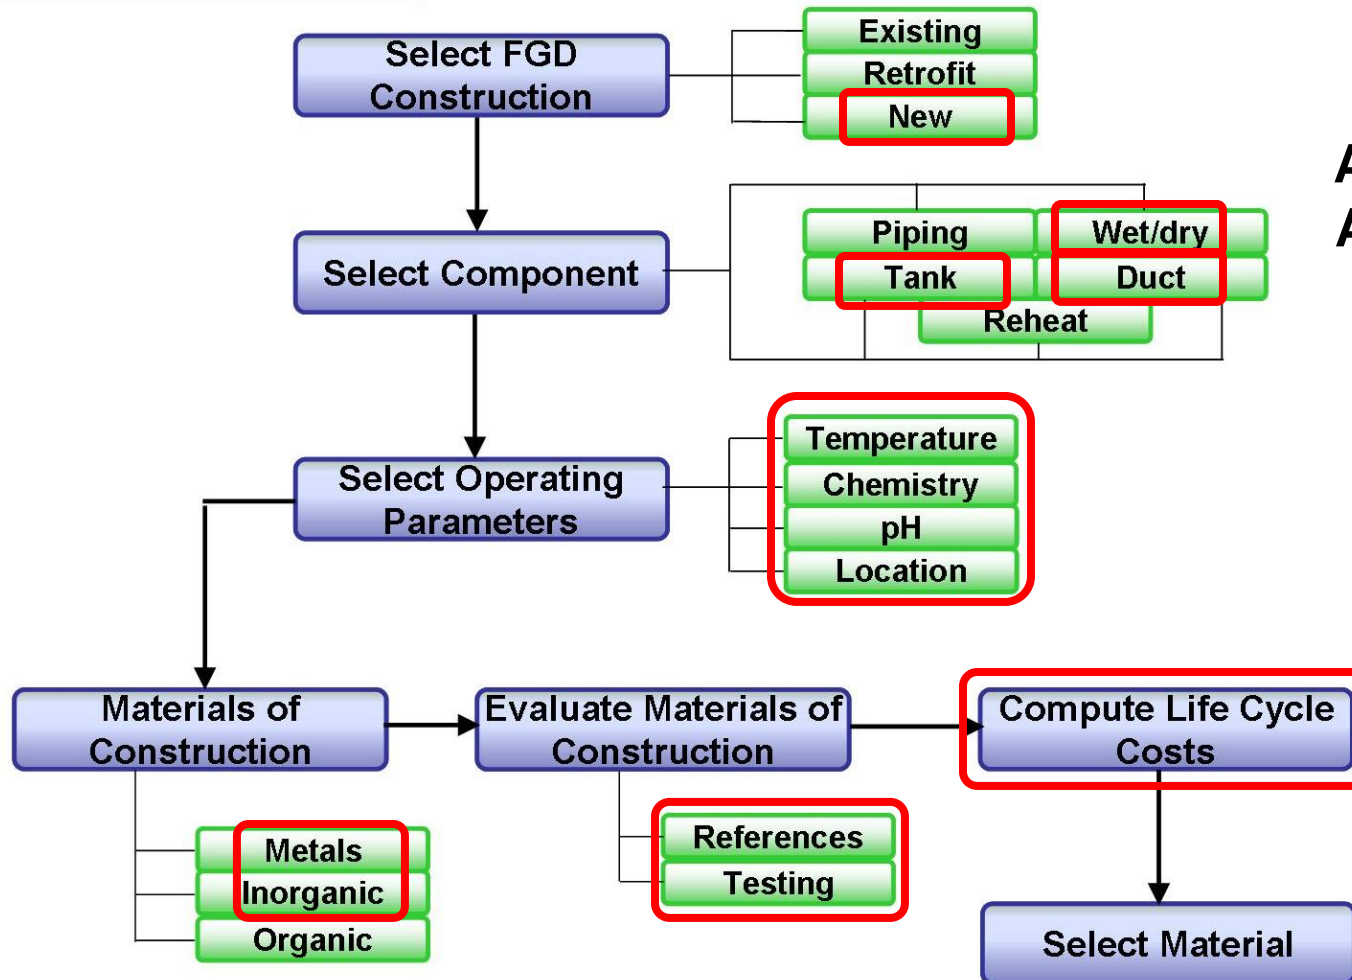 Select FGD
Construction
Existing
Retrofit
New
A
A
Select Component
Piping
Wet/dry
Tank
Duct
Reheat
Select Operating
Parameters
Temperature
Chemistry
pH
Location
Materials of
Construction
Evaluate Materials of
Construction
Compute Life Cycle
Costs
Metals
Inorganic
Organic
References
Testing
Select Material